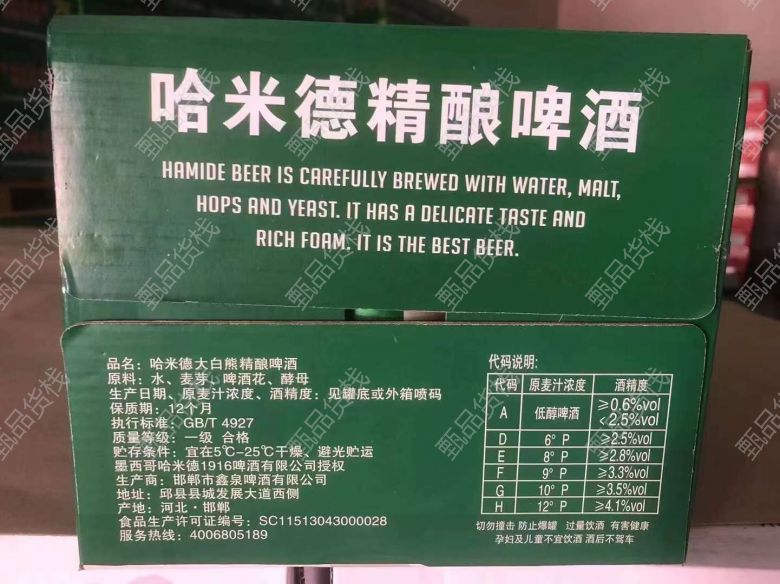 哈米德精酿啤酒
HAMIDE BEER IS CAREFULLY BREWED WITH WATER, MALT,
HOPS AND YEAST. IT HAS A DELICATE TASTE AND
RICH FOAM. IT IS THE BEST BEER.
品名：哈米德大白熊精酿啤酒
原料：水、麦芽、啤酒花、酵母
生产日期、原麦汁浓度、酒精度：见罐底或外箱喷码
保质期：12个月
执行标准：GB/T 4927
质量等级：一级 合格
贮存条件：宜在5℃-25℃干燥、避光贮运
墨西哥哈米德1916啤酒有限公司授权
生产商：邯郸市鑫泉啤酒有限公司
地址：邱县县城发展大道西侧
产地：河北·邯郸
食品生产许可证编号：SC11513043000028
服务热线：4006805189
代码说明：
代码 原麦汁浓度 酒精度
A 低醇啤酒 ≥0.6%vol
<2.5%vol
D 6° P ≥2.5%vol
E 8° P ≥2.8%vol
F 9° P ≥3.3%vol
G 10° P ≥3.5%vol
H 12° P ≥4.1%vol
切勿撞击 防止爆罐 过量饮酒 有害健康
孕妇及儿童不宜饮酒 酒后不驾车
甄品货栈